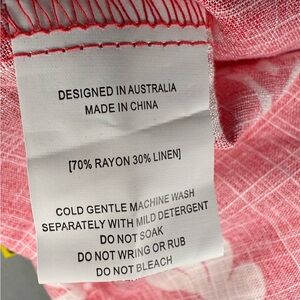 DESIGNED IN AUSTRALIA
MADE IN CHINA
[70% RAYON 30% LINEN]
COLD GENTLE MACHINE WASH
SEPARATELY WITH MILD DETERGENT
DO NOT SOAK
DO NOT WRING OR RUB
DO NOT BLEACH